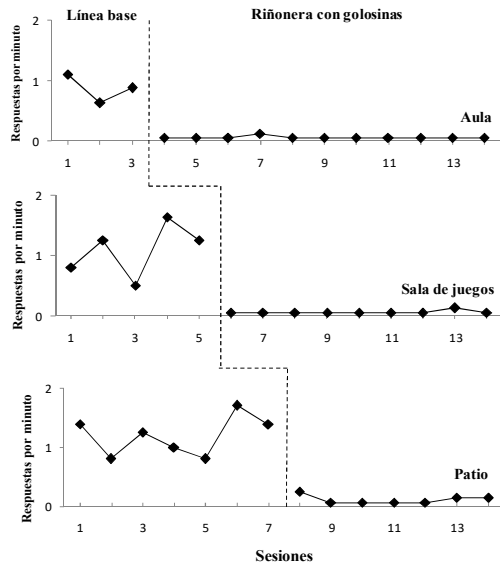 Línea base
Riñonera con golosinas
Respuestas por minuto
2
1
0
Aula
1 3 5 7 9 11 13
Respuestas por minuto
2
1
0
Sala de juegos
1 3 5 7 9 11 13
Respuestas por minuto
2
1
0
Patio
1 3 5 7 9 11 13
Sesiones